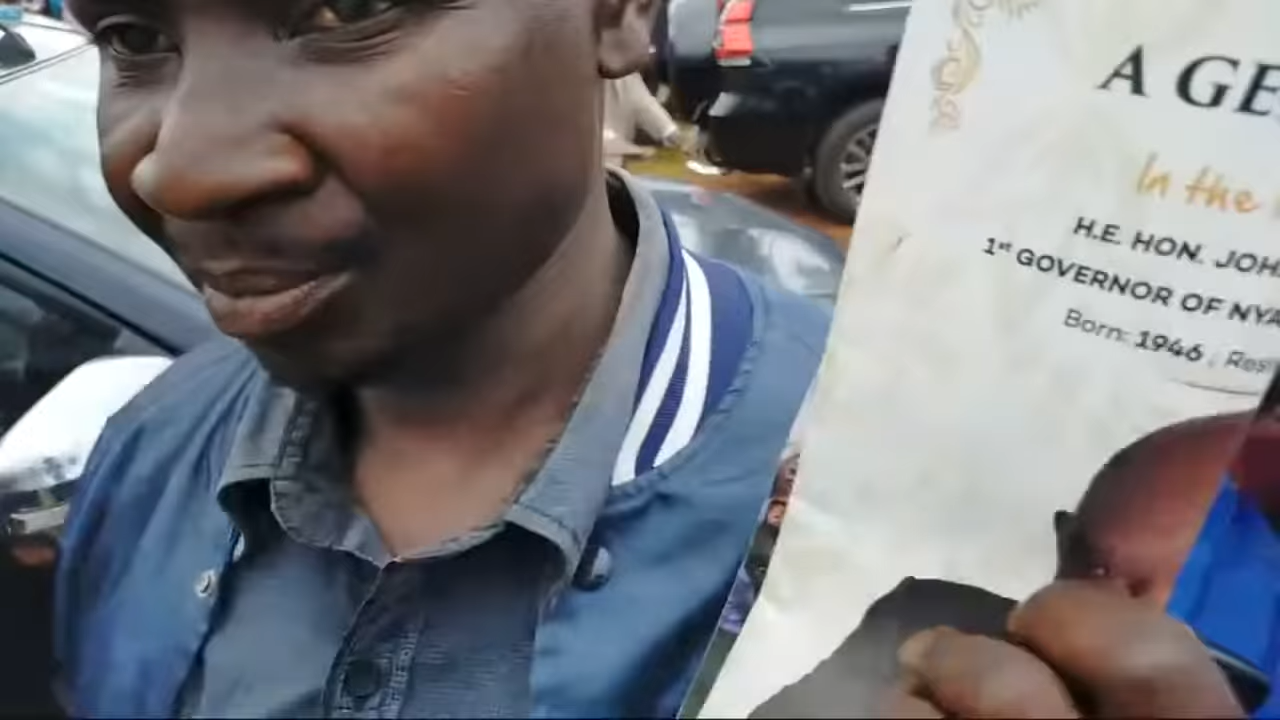 A GE
In the
H.E. HON. JOH
1st GOVERNOR OF NYA
Born: 1946, Res